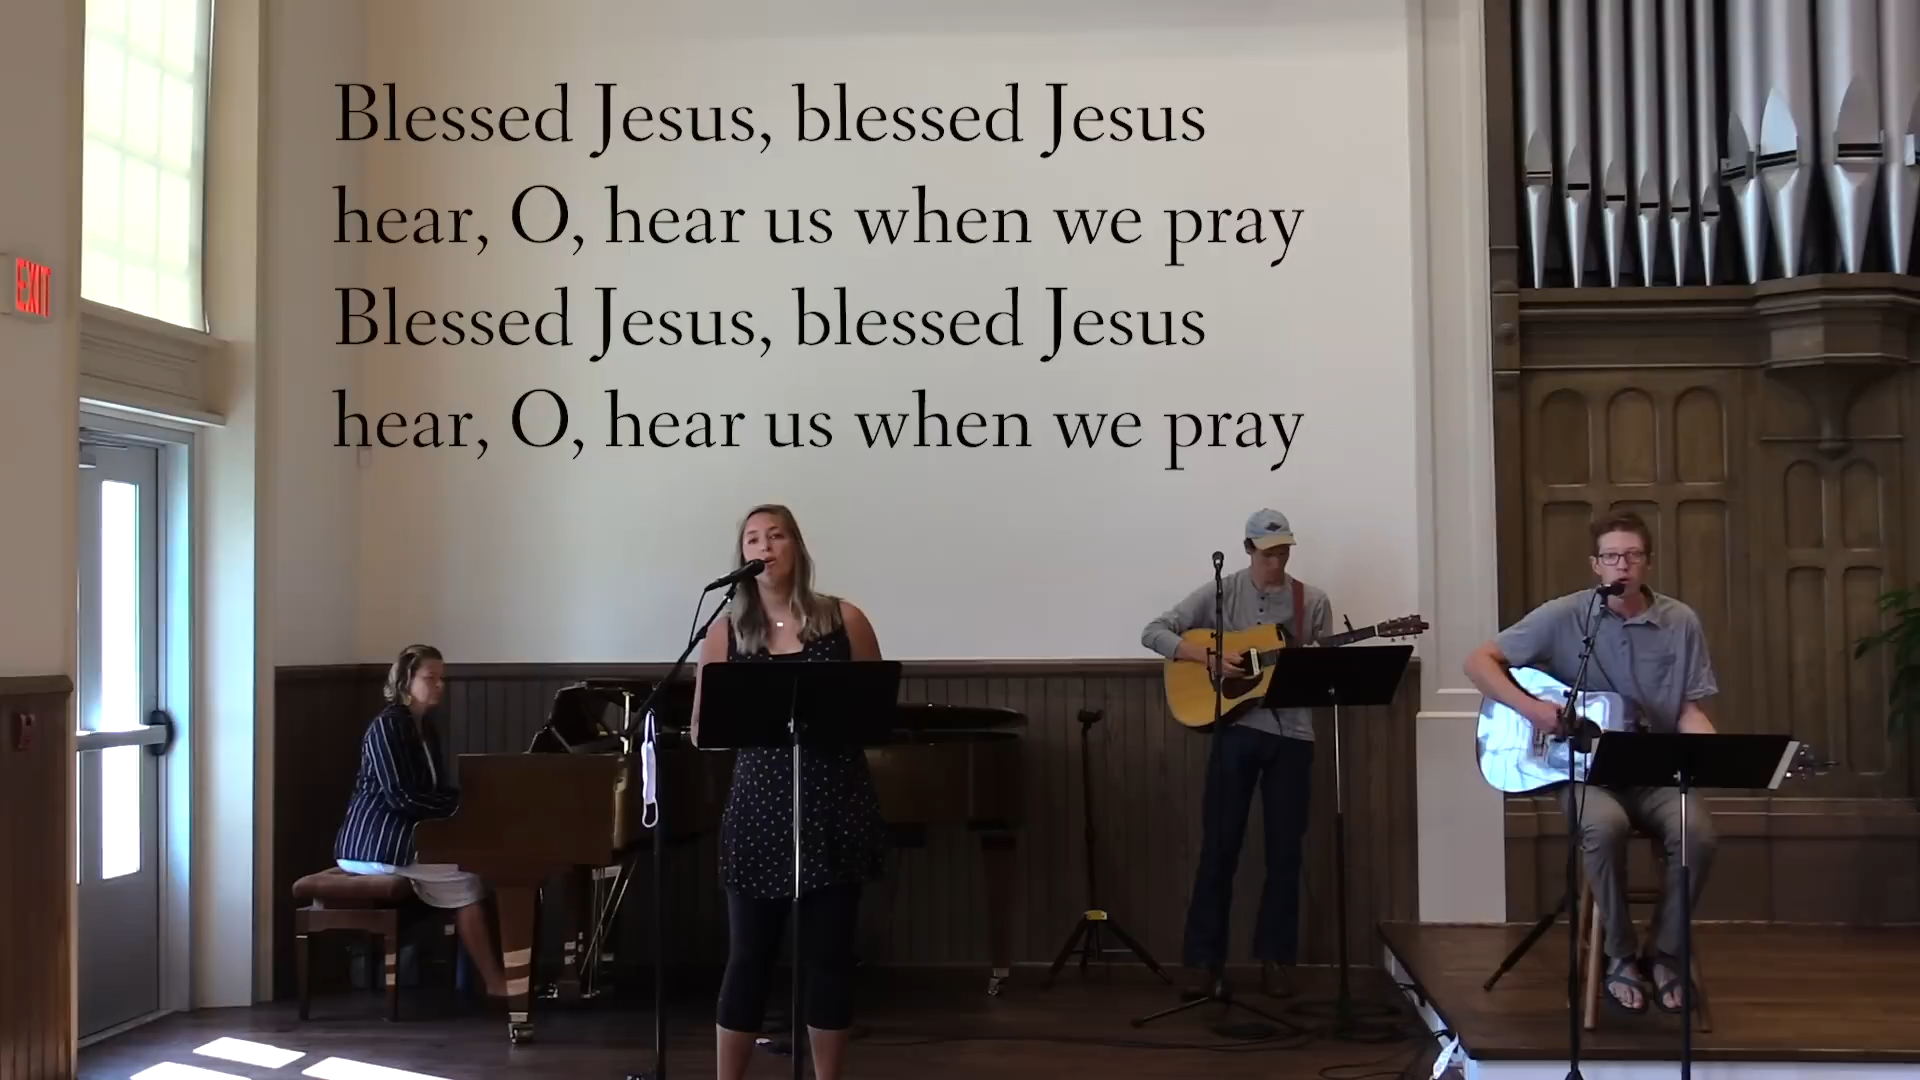 Blessed Jesus, blessed Jesus
hear, O, hear us when we pray
Blessed Jesus, blessed Jesus
hear, O, hear us when we pray
EXIT